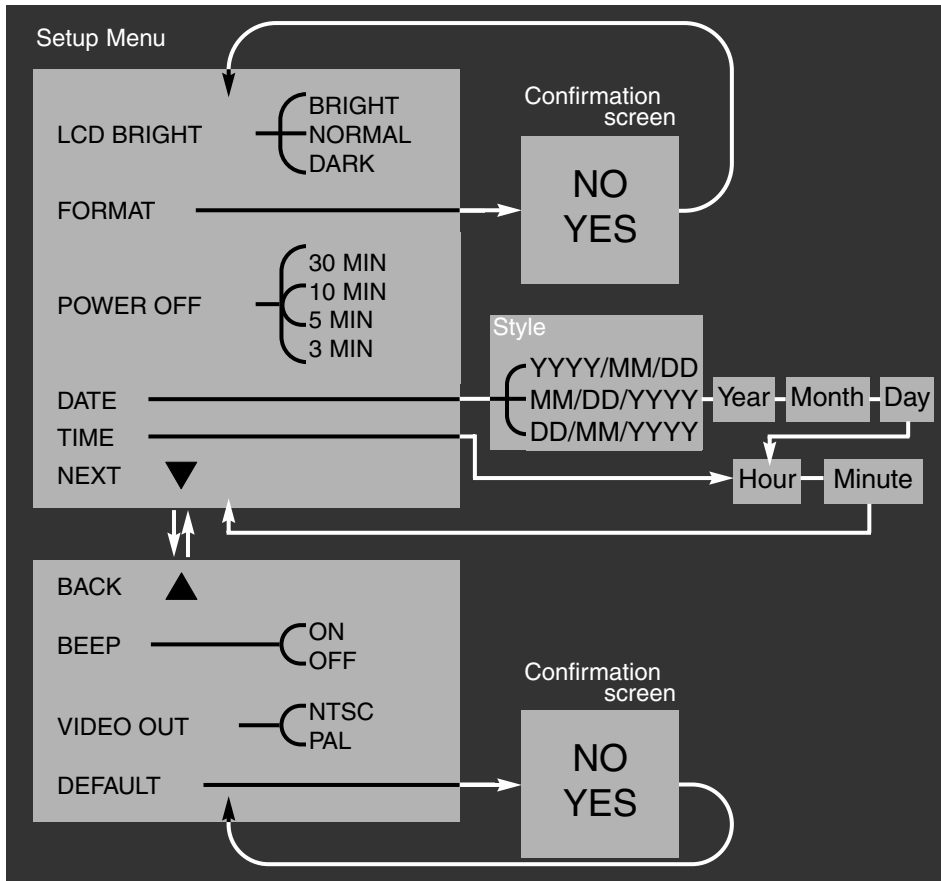 Setup Menu
LCD BRIGHT
BRIGHT
NORMAL
DARK
FORMAT
Confirmation
screen
NO
YES
POWER OFF
30 MIN
10 MIN
5 MIN
3 MIN
DATE
Style
YYYY/MM/DD
MM/DD/YYYY
DD/MM/YYYY
Year
Month
Day
TIME
Hour
Minute
NEXT
BACK
BEEP
ON
OFF
VIDEO OUT
NTSC
PAL
DEFAULT
Confirmation
screen
NO
YES